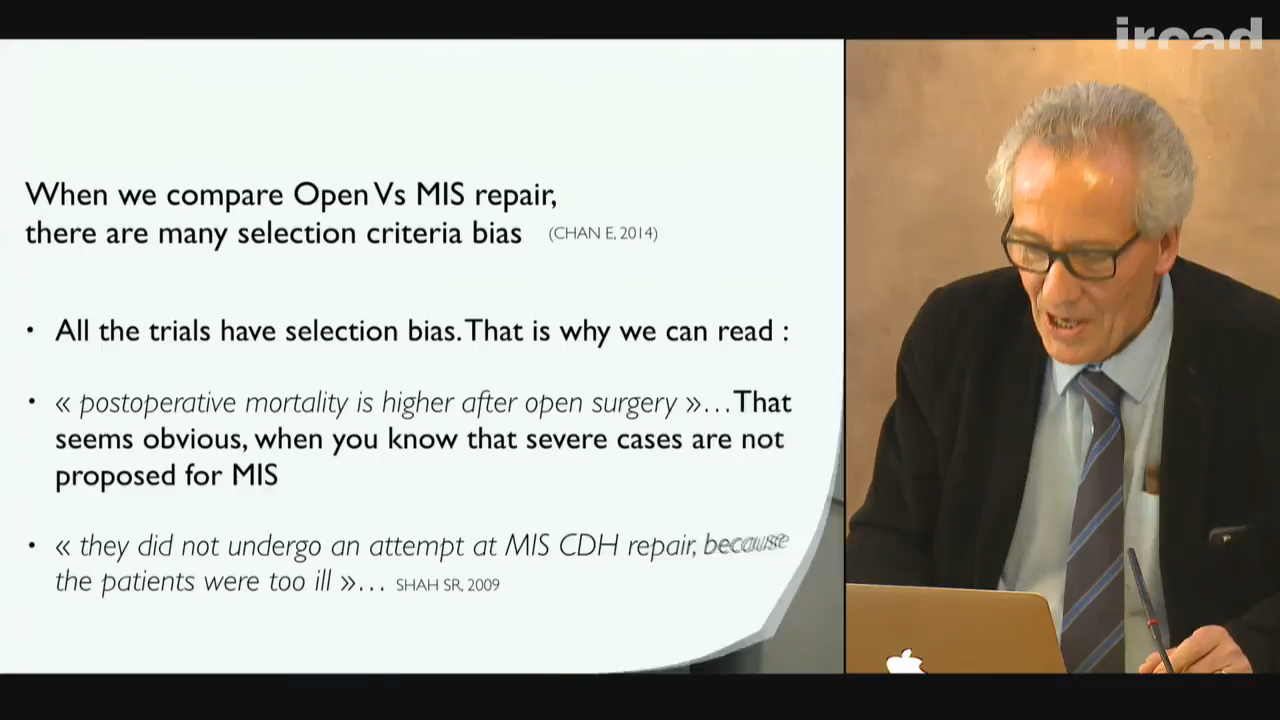 ircad
When we compare Open Vs MIS repair,
there are many selection criteria bias (CHAN E, 2014)
• All the trials have selection bias. That is why we can read :
• « postoperative mortality is higher after open surgery »… That
seems obvious, when you know that severe cases are not
proposed for MIS
• « they did not undergo an attempt at MIS CDH repair, because
the patients were too ill »… SHAH SR, 2009